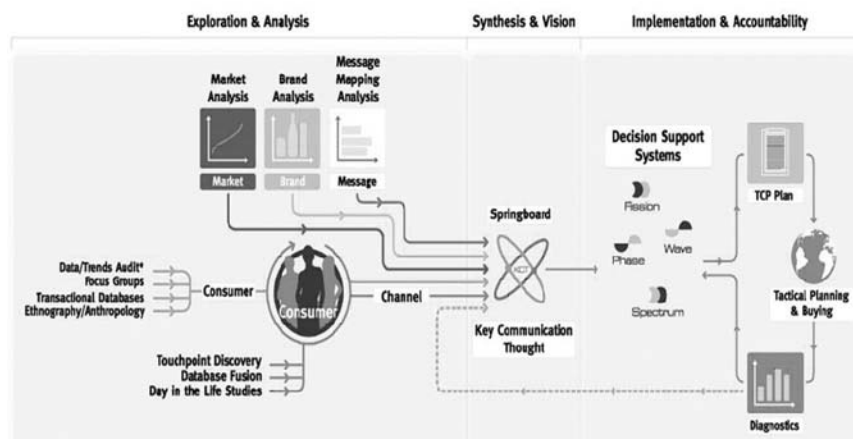 Exploration & Analysis
Synthesis & Vision
Implementation & Accountability
Market
Analysis
Brand
Analysis
Message
Mapping
Analysis
Market
Brand
Message
Data/Trends Audit*
Focus Groups
Transactional Databases
Ethnography/Anthropology
Consumer
Consumer
Channel
Touchpoint Discovery
Database Fusion
Day in the Life Studies
Springboard
KCT
Key Communication
Thought
Decision Support
Systems
Fission
Phase
Wave
Spectrum
TCP Plan
Tactical Planning
& Buying
Diagnostics